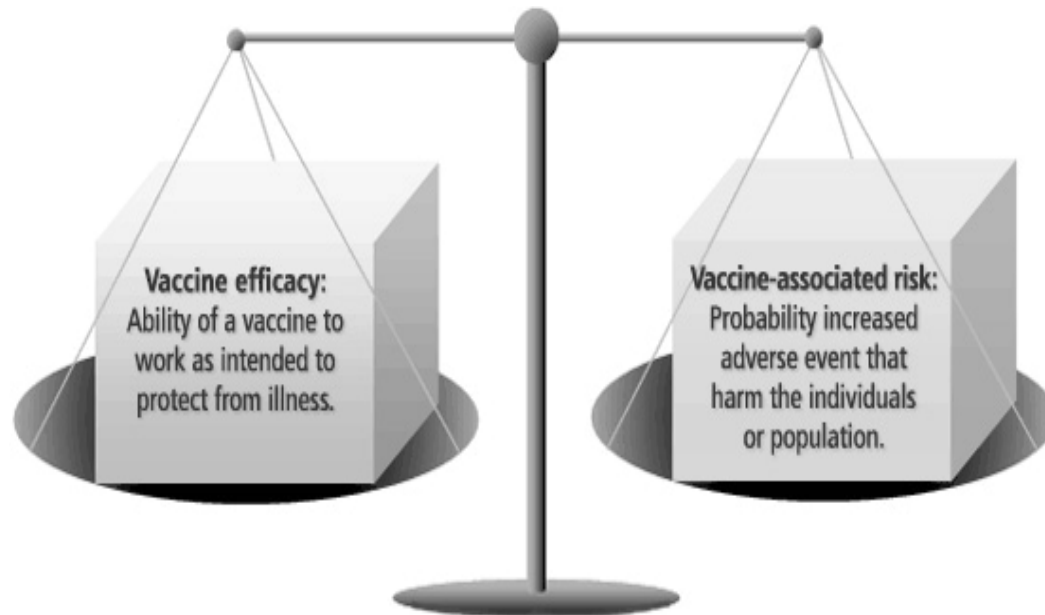 Vaccine efficacy:
Ability of a vaccine to
work as intended to
protect from illness.
Vaccine-associated risk:
Probability increased
adverse event that
harm the individuals
or population.